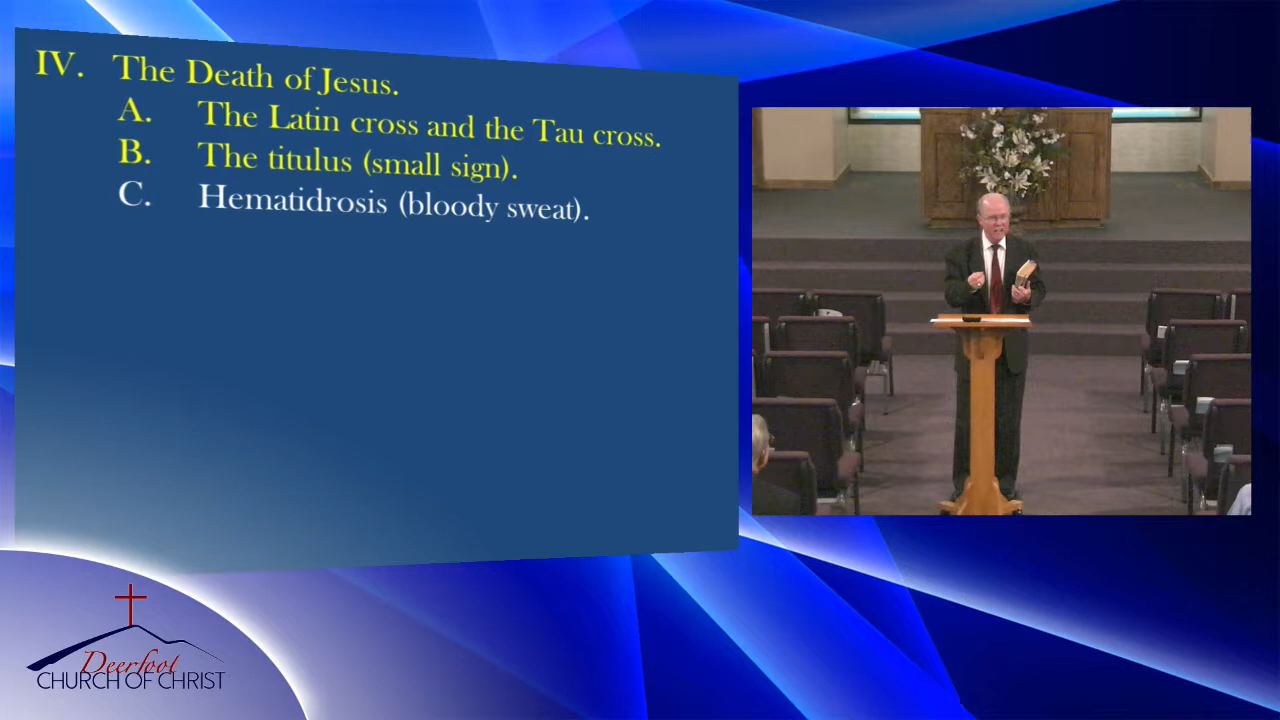 IV. The Death of Jesus.
A. The Latin cross and the Tau cross.
B. The titulus (small sign).
C. Hematidrosis (bloody sweat).
Deerfoot
CHURCH OF CHRIST